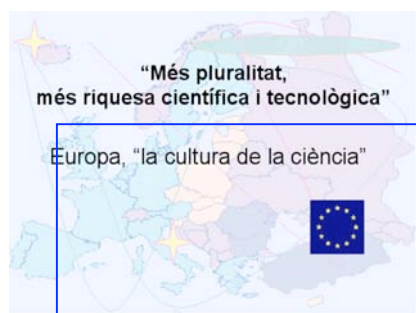 “Més pluralitat,
més riquesa científica i tecnològica”
Europa, “la cultura de la ciència”